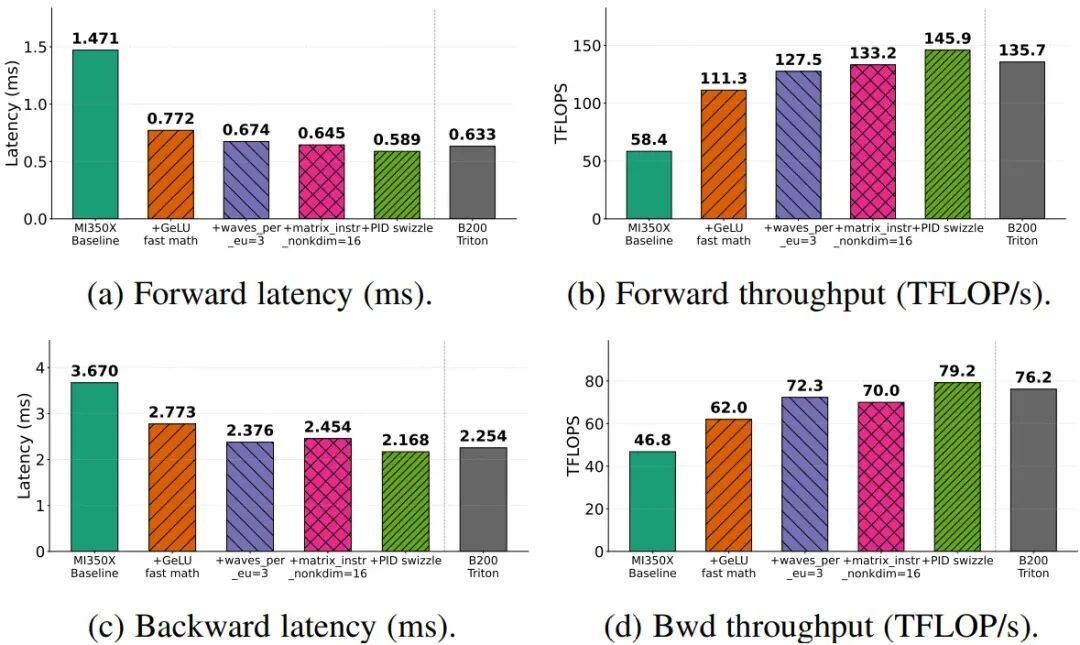 1.471
0.772
0.674
0.645
0.589
0.633
Latency (ms)
1.5
1.0
0.5
0.0
MI350X +GeLU +waves_per +matrix_instr +PID swizzle B200
Baseline fast math _eu=3 _nonkdim=16 Triton
(a) Forward latency (ms).
58.4
111.3
127.5
133.2
145.9
135.7
TFLOPS
150
100
50
0
MI350X +GeLU +waves_per +matrix_instr +PID swizzle B200
Baseline fast math _eu=3 _nonkdim=16 Triton
(b) Forward throughput (TFLOP/s).
3.670
2.773
2.376
2.454
2.168
2.254
Latency (ms)
4
3
2
1
0
MI350X +GeLU +waves_per +matrix_instr +PID swizzle B200
Baseline fast math _eu=3 _nonkdim=16 Triton
(c) Backward latency (ms).
46.8
62.0
72.3
70.0
79.2
76.2
TFLOPS
80
60
40
20
0
MI350X +GeLU +waves_per +matrix_instr +PID swizzle B200
Baseline fast math _eu=3 _nonkdim=16 Triton
(d) Bwd throughput (TFLOP/s).